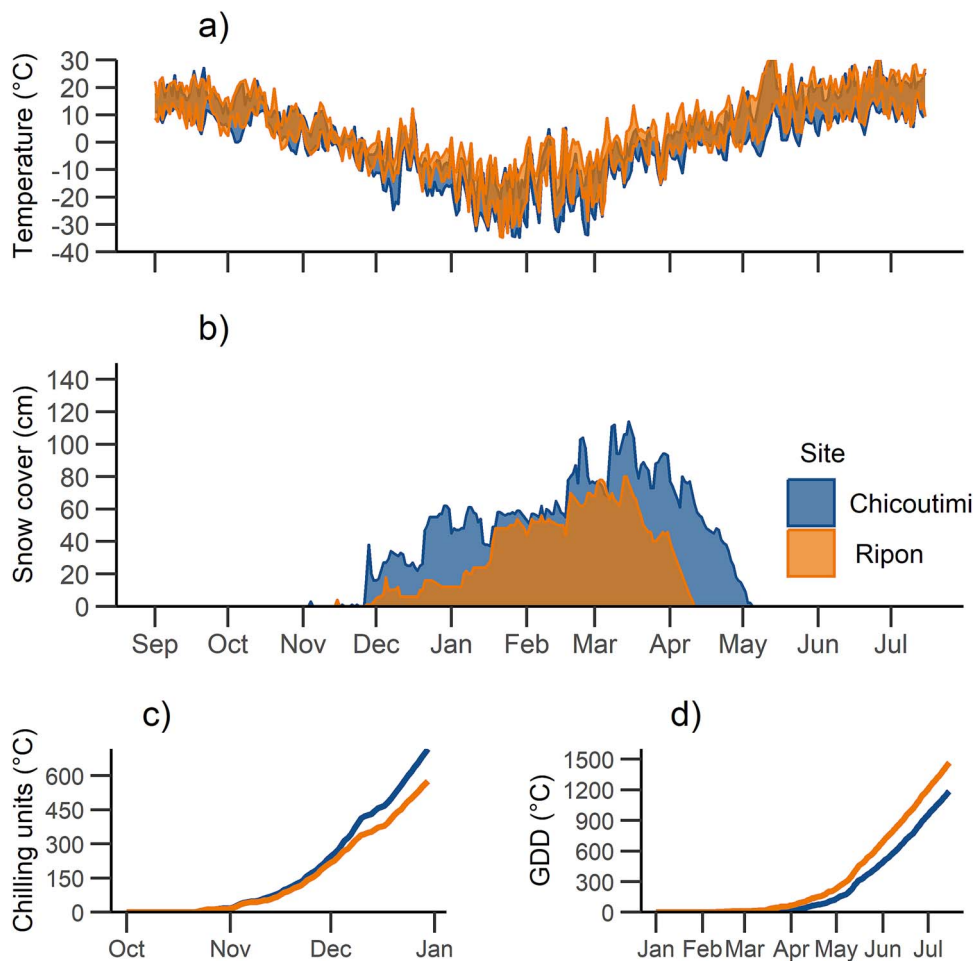 a)
Temperature (°C)
30
20
10
0
-10
-20
-30
-40
b)
Snow cover (cm)
140
120
100
80
60
40
20
0
Sep Oct Nov Dec Jan Feb Mar Apr May Jun Jul
Site
Chicoutimi
Ripon
c)
Chilling units (°C)
600
450
300
150
0
Oct Nov Dec Jan
d)
GDD (°C)
1500
1200
900
600
300
0
Jan Feb Mar Apr May Jun Jul